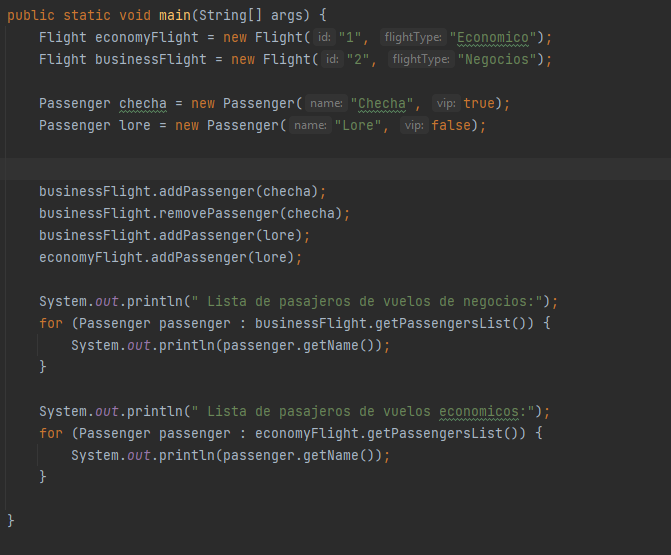 public static void main(String[] args) {
Flight economyFlight = new Flight( id: "1", flightType: "Economico");
Flight businessFlight = new Flight( id: "2", flightType: "Negocios");
Passenger checha = new Passenger( name: "Checha", vip: true);
Passenger lore = new Passenger( name: "Lore", vip: false);
businessFlight.addPassenger(checha);
businessFlight.removePassenger(checha);
businessFlight.addPassenger(lore);
economyFlight.addPassenger(lore);
System.out.println(" Lista de pasajeros de vuelos de negocios:");
for (Passenger passenger : businessFlight.getPassengersList()) {
System.out.println(passenger.getName());
}
System.out.println(" Lista de pasajeros de vuelos economicos:");
for (Passenger passenger : economyFlight.getPassengersList()) {
System.out.println(passenger.getName());
}
}